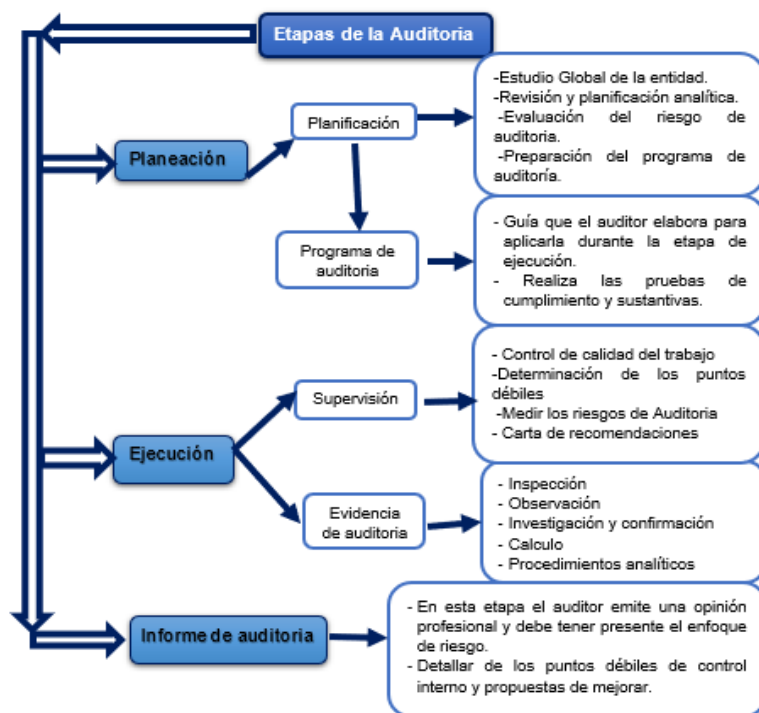 Etapas de la Auditoria
-Estudio Global de la entidad.
-Revisión y planificación analítica.
-Evaluación del riesgo de
auditoria.
-Preparación del programa de
auditoría.
Planificación
Planeación
Programa de
auditoria
- Guía que el auditor elabora para
aplicarla durante la etapa de
ejecución.
- Realiza las pruebas de
cumplimiento y sustantivas.
- Control de calidad del trabajo
-Determinación de los puntos
débiles
- Medir los riesgos de Auditoria
- Carta de recomendaciones
Supervisión
Ejecución
Evidencia
de auditoria
- Inspección
- Observación
- Investigación y confirmación
- Calculo
- Procedimientos analíticos
Informe de auditoria
- En esta etapa el auditor emite una opinión
profesional y debe tener presente el enfoque
de riesgo.
- Detallar de los puntos débiles de control
interno y propuestas de mejorar.